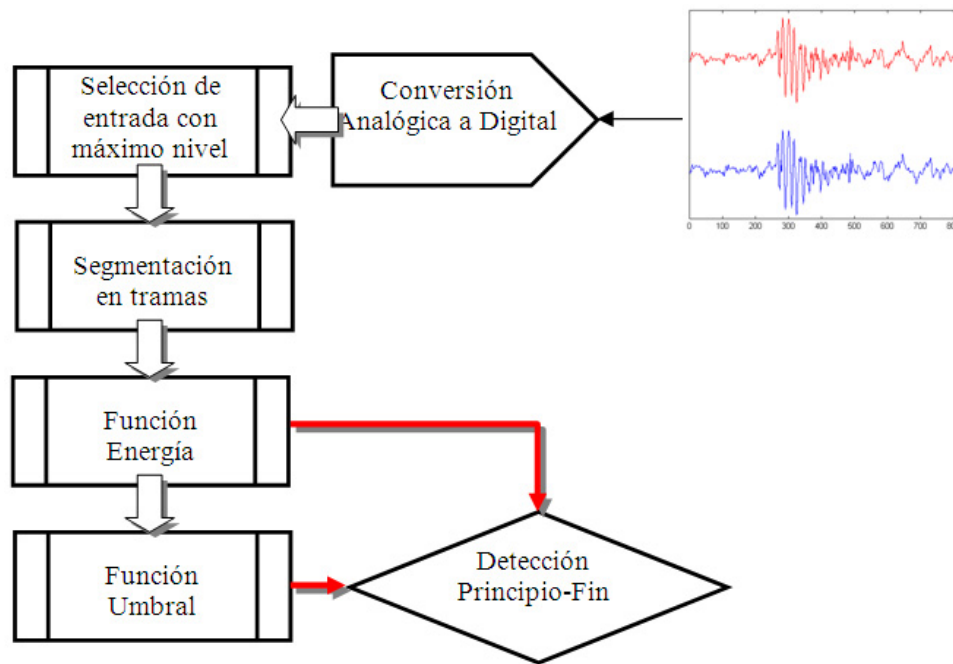 Selección de
entrada con
máximo nivel
Conversión
Analógica a Digital
0 100 200 300 400 500 600 700
Segmentación
en tramas
Función
Energía
Función
Umbral
Detección
Principio-Fin